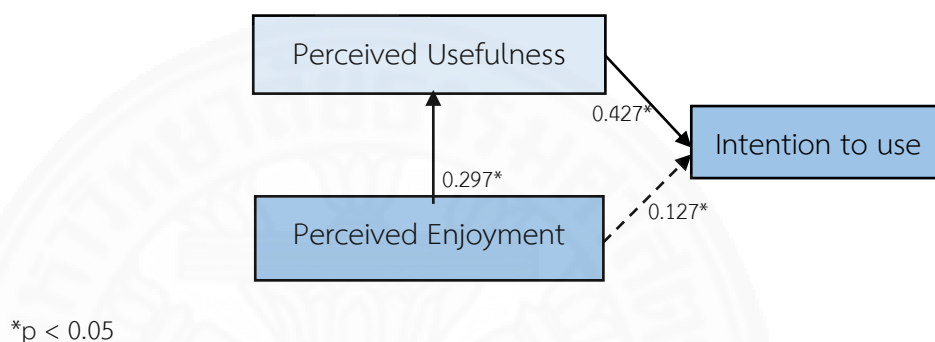 Perceived Usefulness
0.427*
Intention to use
0.297*
0.127*
Perceived Enjoyment
*p < 0.05